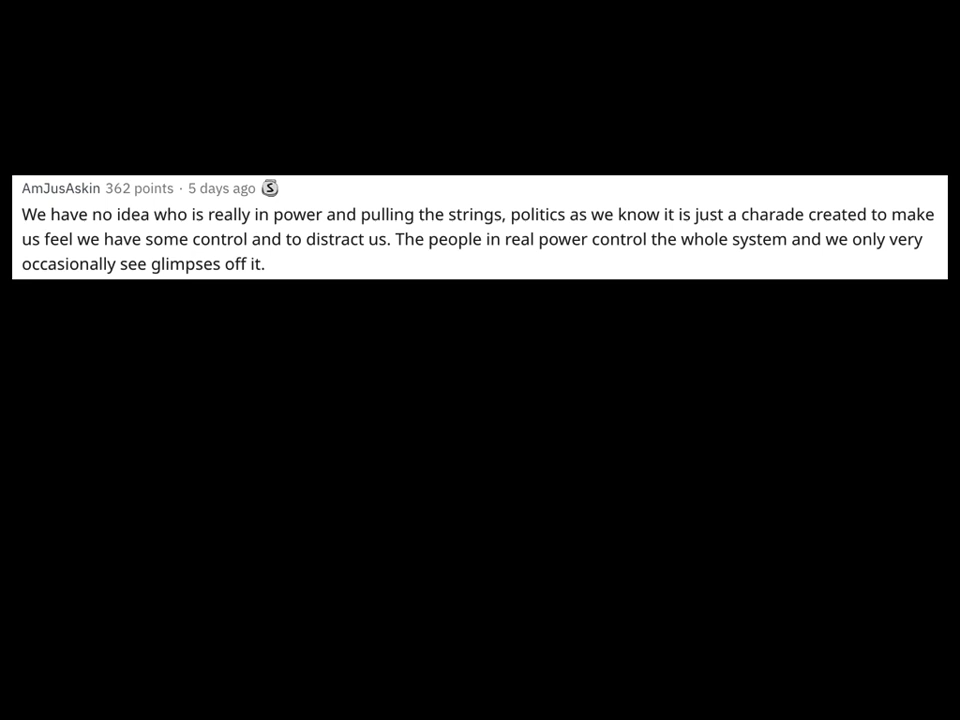 AmJusAskin 362 points · 5 days ago S
We have no idea who is really in power and pulling the strings, politics as we know it is just a charade created to make
us feel we have some control and to distract us. The people in real power control the whole system and we only very
occasionally see glimpses off it.